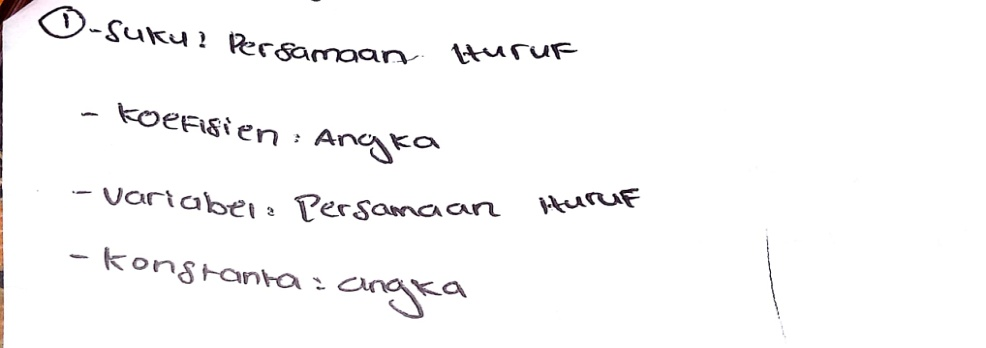 ① - Suku : Persamaan Huruf
- Koefisien : Angka
- Variabel : Persamaan Huruf
- Konstanta : angka